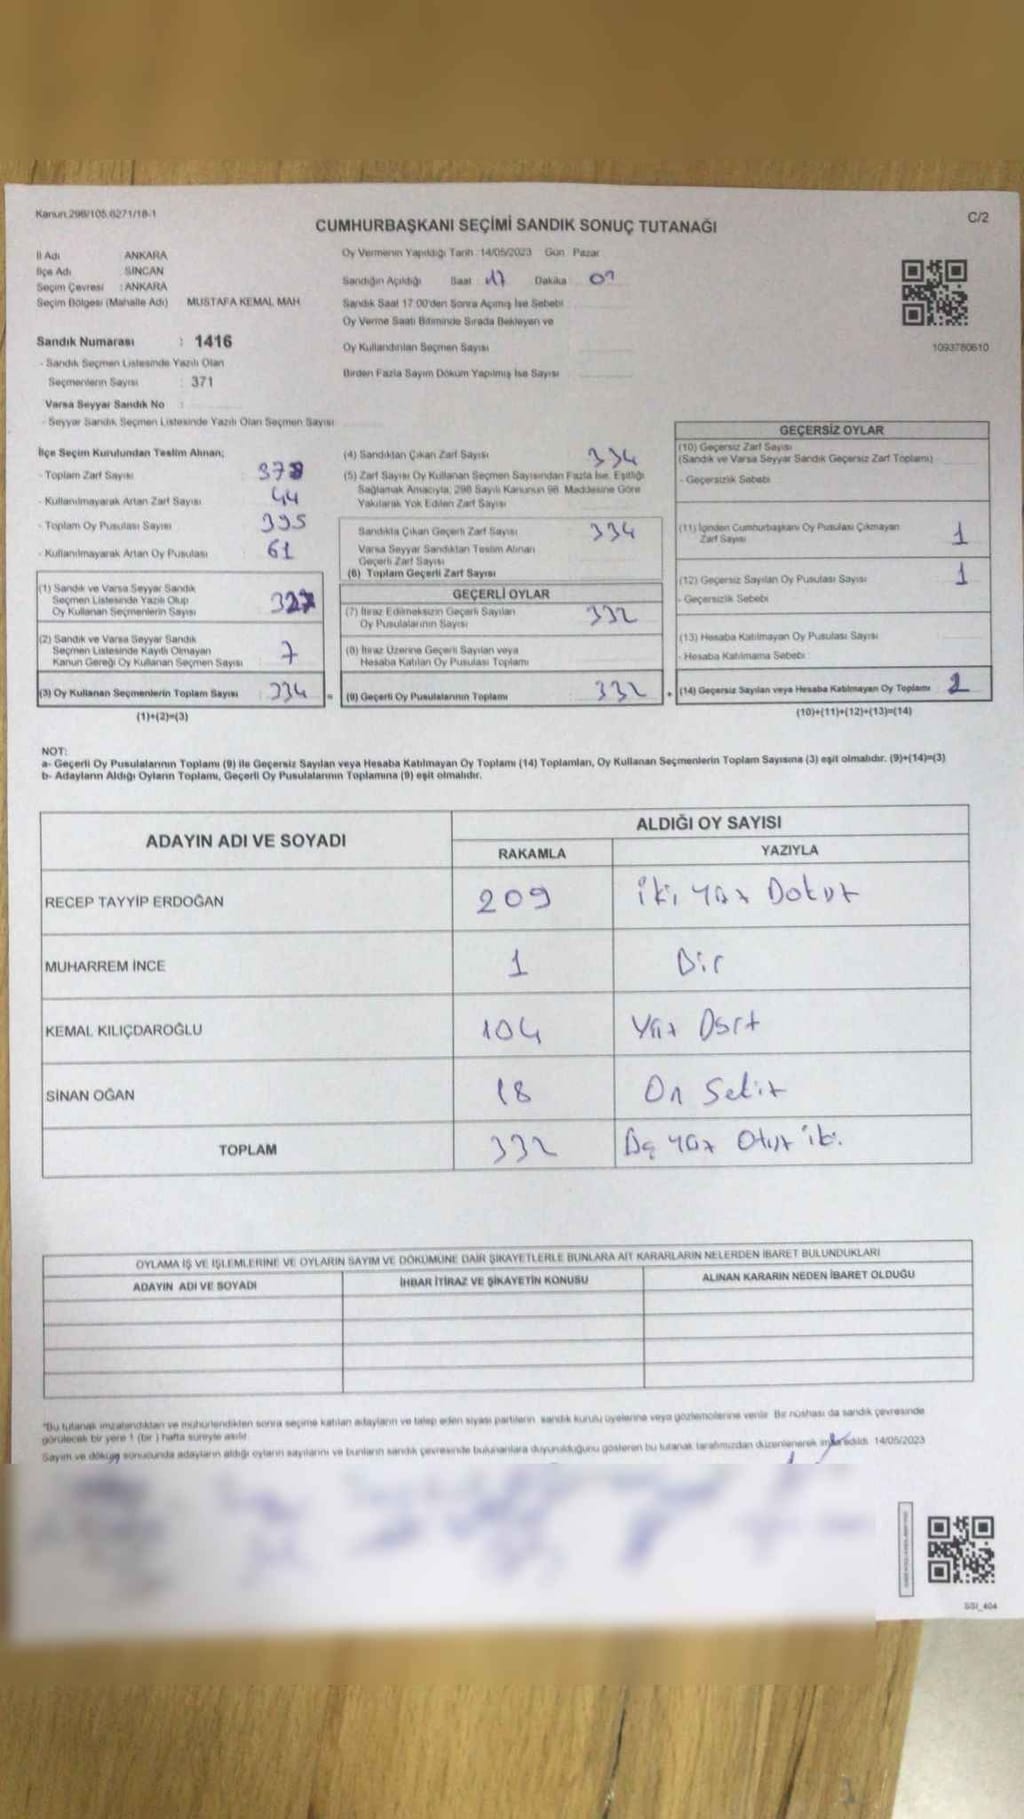 Kanun.298/105.6271/18-1
C/2
CUMHURBAŞKANI SEÇİMİ SANDIK SONUÇ TUTANAĞI
İl Adı ANKARA
İlçe Adı SİNCAN
Seçim Çevresi : ANKARA
Seçim Bölgesi (Mahalle Adı) MUSTAFA KEMAL MAH
Sandık Numarası : 1416
- Sandık Seçmen Listesinde Yazılı Olan
Seçmenlerin Sayısı : 371
Varsa Seyyar Sandık No :
- Seyyar Sandık Seçmen Listesinde Yazılı Olan Seçmen Sayısı
Oy Vermenin Yapıldığı Tarih : 14/05/2023 Gün : Pazar
Sandığın Açıldığı Saat 17 Dakika
Sandık Saat 17:00'den Sonra Açımış İse Sebebi
Oy Verme Saati Bitiminde Sırada Bekleyen ve
Oy Kullandırılan Seçmen Sayısı
Birden Fazla Sayım Döküm Yapılmış İse Sayısı
1093780610
İlçe Seçim Kurulundan Teslim Alınan;
- Toplam Zarf Sayısı 378
- Kullanılmayarak Artan Zarf Sayısı 44
- Toplam Oy Pusulası Sayısı 395
- Kullanılmayarak Artan Oy Pusulası 61
(1) Sandık ve Varsa Seyyar Sandık
Seçmen Listesinde Yazılı Olup
Oy Kullanan Seçmenlerin Sayısı 327
(2) Sandık ve Varsa Seyyar Sandık
Seçmen Listesinde Kayıtlı Olmayan
Kanun Gereği Oy Kullanan Seçmen Sayısı 7
(3) Oy Kullanan Seçmenlerin Toplam Sayısı 334 =
(1)+(2)=(3)
(4) Sandıktan Çıkan Zarf Sayısı 334
(5) Zarf Sayısı Oy Kullanan Seçmen Sayısından Fazla İse, Eşitliği
Sağlamak Amacıyla, 298 Sayılı Kanunun 98. Maddesine Göre
Yakılarak Yok Edilen Zarf Sayısı
Sandıkta Çıkan Geçerli Zarf Sayısı 334
Varsa Seyyar Sandıktan Teslim Alınan
Geçerli Zarf Sayısı
(6) Toplam Geçerli Zarf Sayısı
GEÇERLİ OYLAR
(7) İtiraz Edilmeksizin Geçerli Sayılan
Oy Pusulalarının Sayısı 332
(8) İtiraz Üzerine Geçerli Sayılan veya
Hesaba Katılan Oy Pusulası Toplamı
(9) Geçerli Oy Pusulalarının Toplamı 332 +
GEÇERSİZ OYLAR
(10) Geçersiz Zarf Sayısı
(Sandık ve Varsa Seyyar Sandık Geçersiz Zarf Toplamı)
- Geçersizlik Sebebi
(11) İçinden Cumhurbaşkanı Oy Pusulası Çıkmayan
Zarf Sayısı 1
(12) Geçersiz Sayılan Oy Pusulası Sayısı 1
- Geçersizlik Sebebi
(13) Hesaba Katılmayan Oy Pusulası Sayısı
- Hesaba Katılmama Sebebi :
(14) Geçersiz Sayılan veya Hesaba Katılmayan Oy Toplamı 2
(10)+(11)+(12)+(13)=(14)
NOT:
a- Geçerli Oy Pusulalarının Toplamı (9) ile Geçersiz Sayılan veya Hesaba Katılmayan Oy Toplamı (14) Toplamları, Oy Kullanan Seçmenlerin Toplam Sayısına (3) eşit olmalıdır. (9)+(14)=(3)
b- Adayların Aldığı Oyların Toplamı, Geçerli Oy Pusulalarının Toplamına (9) eşit olmalıdır.
ADAYIN ADI VE SOYADI
ALDIĞI OY SAYISI
RAKAMLA YAZIYLA
RECEP TAYYİP ERDOĞAN 209 İki Yüz Dokuz
MUHARREM İNCE 1 Bir
KEMAL KILIÇDAROĞLU 104 Yüz Dört
SİNAN OĞAN 18 On Sekiz
TOPLAM 332 Üç Yüz Otuz iki.
OYLAMA İŞ VE İŞLEMLERİNE VE OYLARIN SAYIM VE DÖKÜMÜNE DAİR ŞİKAYETLERLE BUNLARA AİT KARARLARIN NELERDEN İBARET BULUNDUKLARI
ADAYIN ADI VE SOYADI İHBAR İTİRAZ VE ŞİKAYETİN KONUSU ALINAN KARARIN NEDEN İBARET OLDUĞU
"Bu tutanak imzalandıktan ve mühürlendikten sonra seçime katılan adayların ve talep eden siyasi partilerin sandık kurulu üyelerine veya gözlemcilerine verilir. Bir nüshası da sandık çevresinde
görülecek bir yere 1 (bir ) hafta süreyle asılır.
Sayım ve döküm sonucunda adayların aldığı oyların sayılarını ve bunların sandık çevresinde bulunanlara duyurulduğunu gösteren bu tutanak tarafımızdan düzenlenerek imza edildi. 14/05/2023
SSI_404